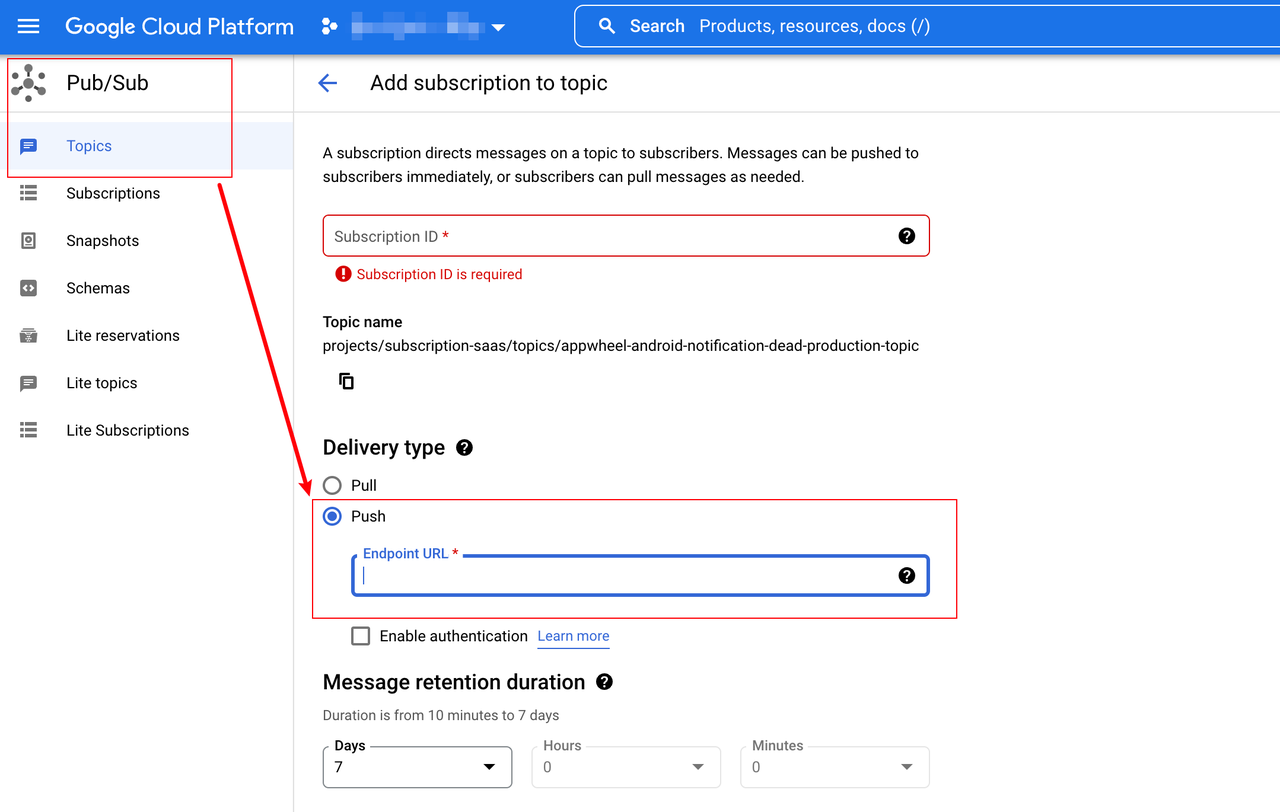 Google Cloud Platform
Search Products, resources, docs (/)
Pub/Sub
Add subscription to topic
Topics
Subscriptions
Snapshots
Schemas
Lite reservations
Lite topics
Lite Subscriptions
A subscription directs messages on a topic to subscribers. Messages can be pushed to
subscribers immediately, or subscribers can pull messages as needed.
Subscription ID *
Subscription ID is required
Topic name
projects/subscription-saas/topics/appwheel-android-notification-dead-production-topic
Delivery type
Pull
Push
Endpoint URL *
Enable authentication Learn more
Message retention duration
Duration is from 10 minutes to 7 days
Days Hours Minutes
7 0 0